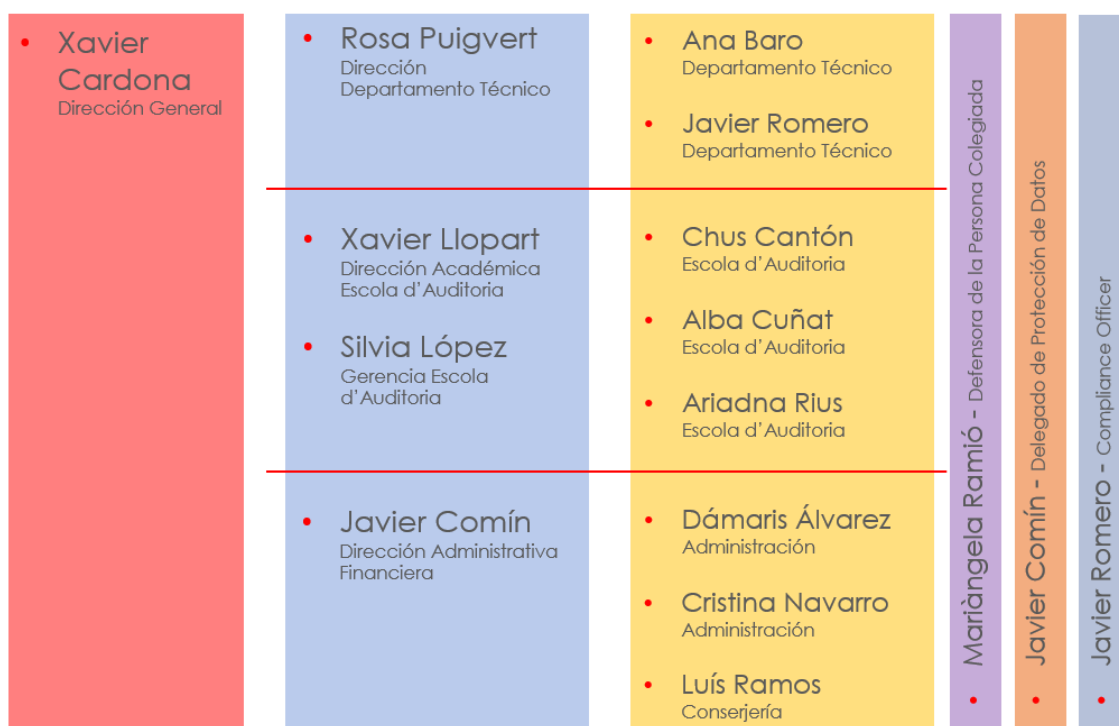 Xavier
Cardona
Dirección General
Rosa Puigvert
Dirección
Departamento Técnico
Xavier Llopart
Dirección Académica
Escola d’Auditoria
Silvia López
Gerencia Escola
d’Auditoria
Javier Comín
Dirección Administrativa
Financiera
Ana Baro
Departamento Técnico
Javier Romero
Departamento Técnico
Chus Cantón
Escola d’Auditoria
Alba Cuñat
Escola d’Auditoria
Ariadna Rius
Escola d’Auditoria
Dámaris Álvarez
Administración
Cristina Navarro
Administración
Luís Ramos
Conserjería
Mariàngela Ramió - Defensora de la Persona Colegiada
Javier Comín - Delegado de Protección de Datos
Javier Romero - Compliance Officer